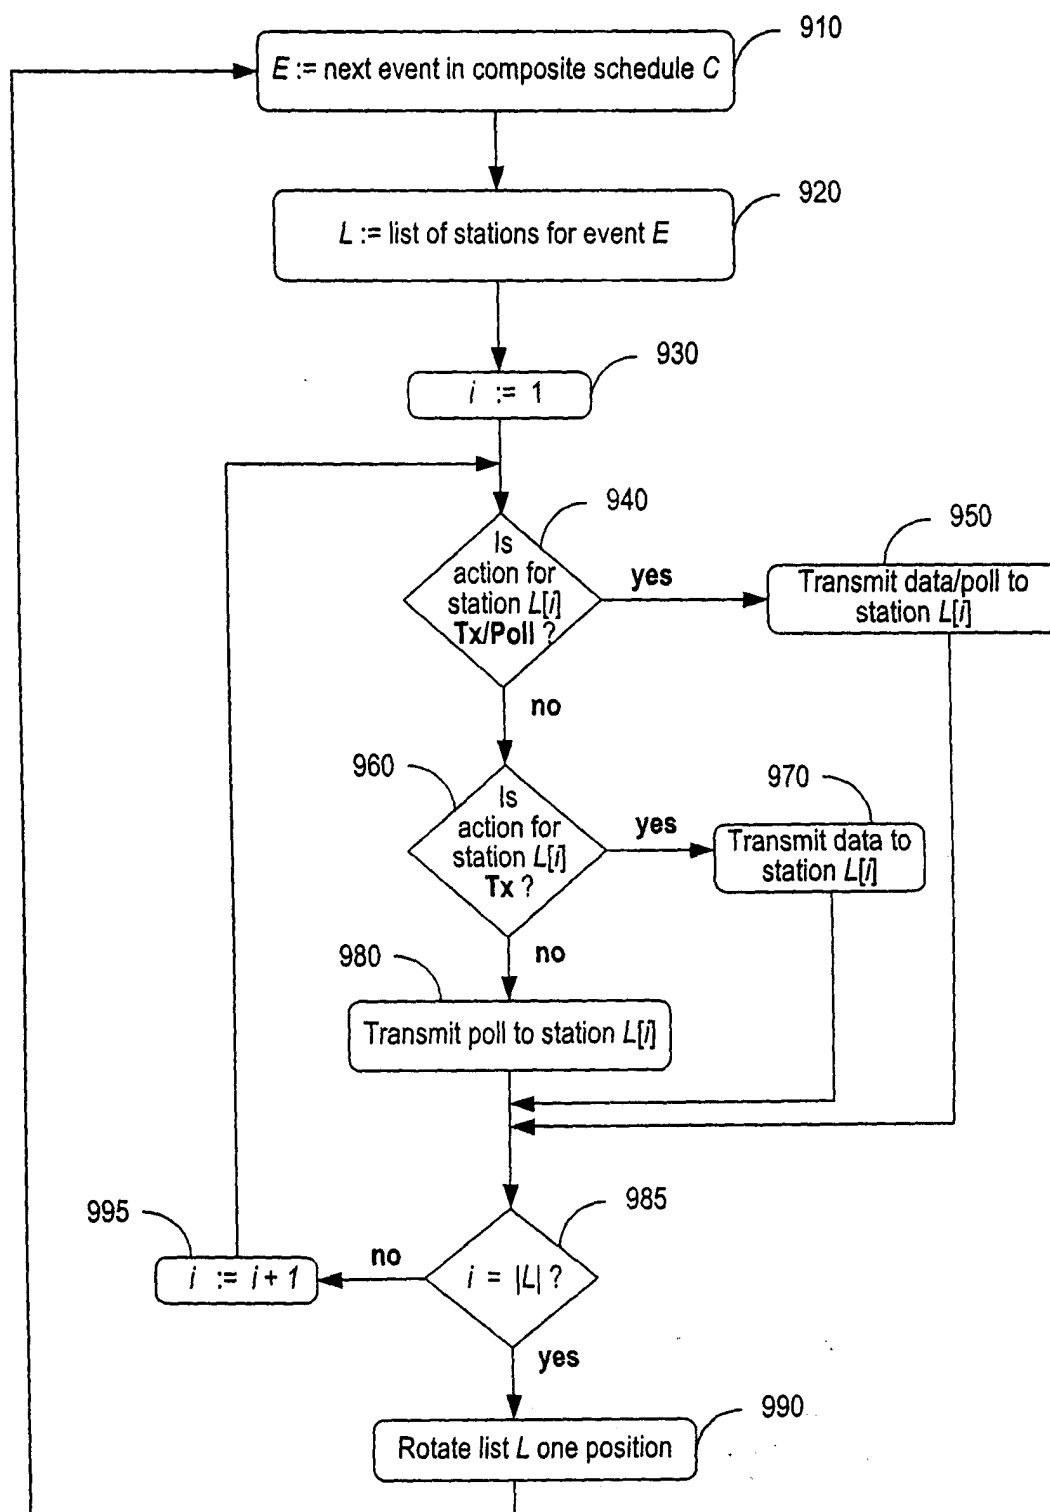 910
E := next event in composite schedule C
920
L := list of stations for event E
930
i := 1
940
Is
action for
station L[i]
Tx/Poll ?
yes
950
Transmit data/poll to
station L[i]
no
960
Is
action for
station L[i]
Tx ?
yes
970
Transmit data to
station L[i]
no
980
Transmit poll to station L[i]
985
i = |L| ?
no
995
i := i + 1
yes
990
Rotate list L one position